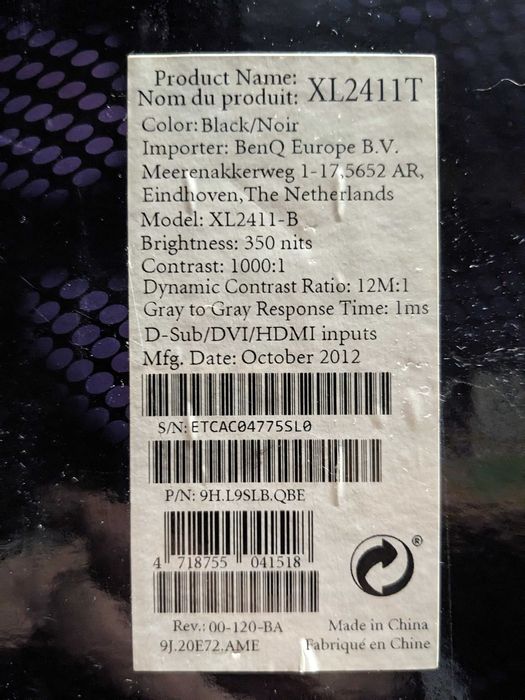 Product Name:
Nom du produit: XL2411T
Color: Black/Noir
Importer: BenQ Europe B.V.
Meerenakkerweg 1-17,5652 AR,
Eindhoven,The Netherlands
Model: XL2411-B
Brightness: 350 nits
Contrast: 1000:1
Dynamic Contrast Ratio: 12M:1
Gray to Gray Response Time: 1ms
D-Sub/DVI/HDMI inputs
Mfg. Date: October 2012
S/N: ETCAC04775SL0
P/N: 9H.L9SLB.QBE
4 718755 041518
®
Rev.: 00-120-BA Made in China
9J.20E72.AME Fabriqué en Chine